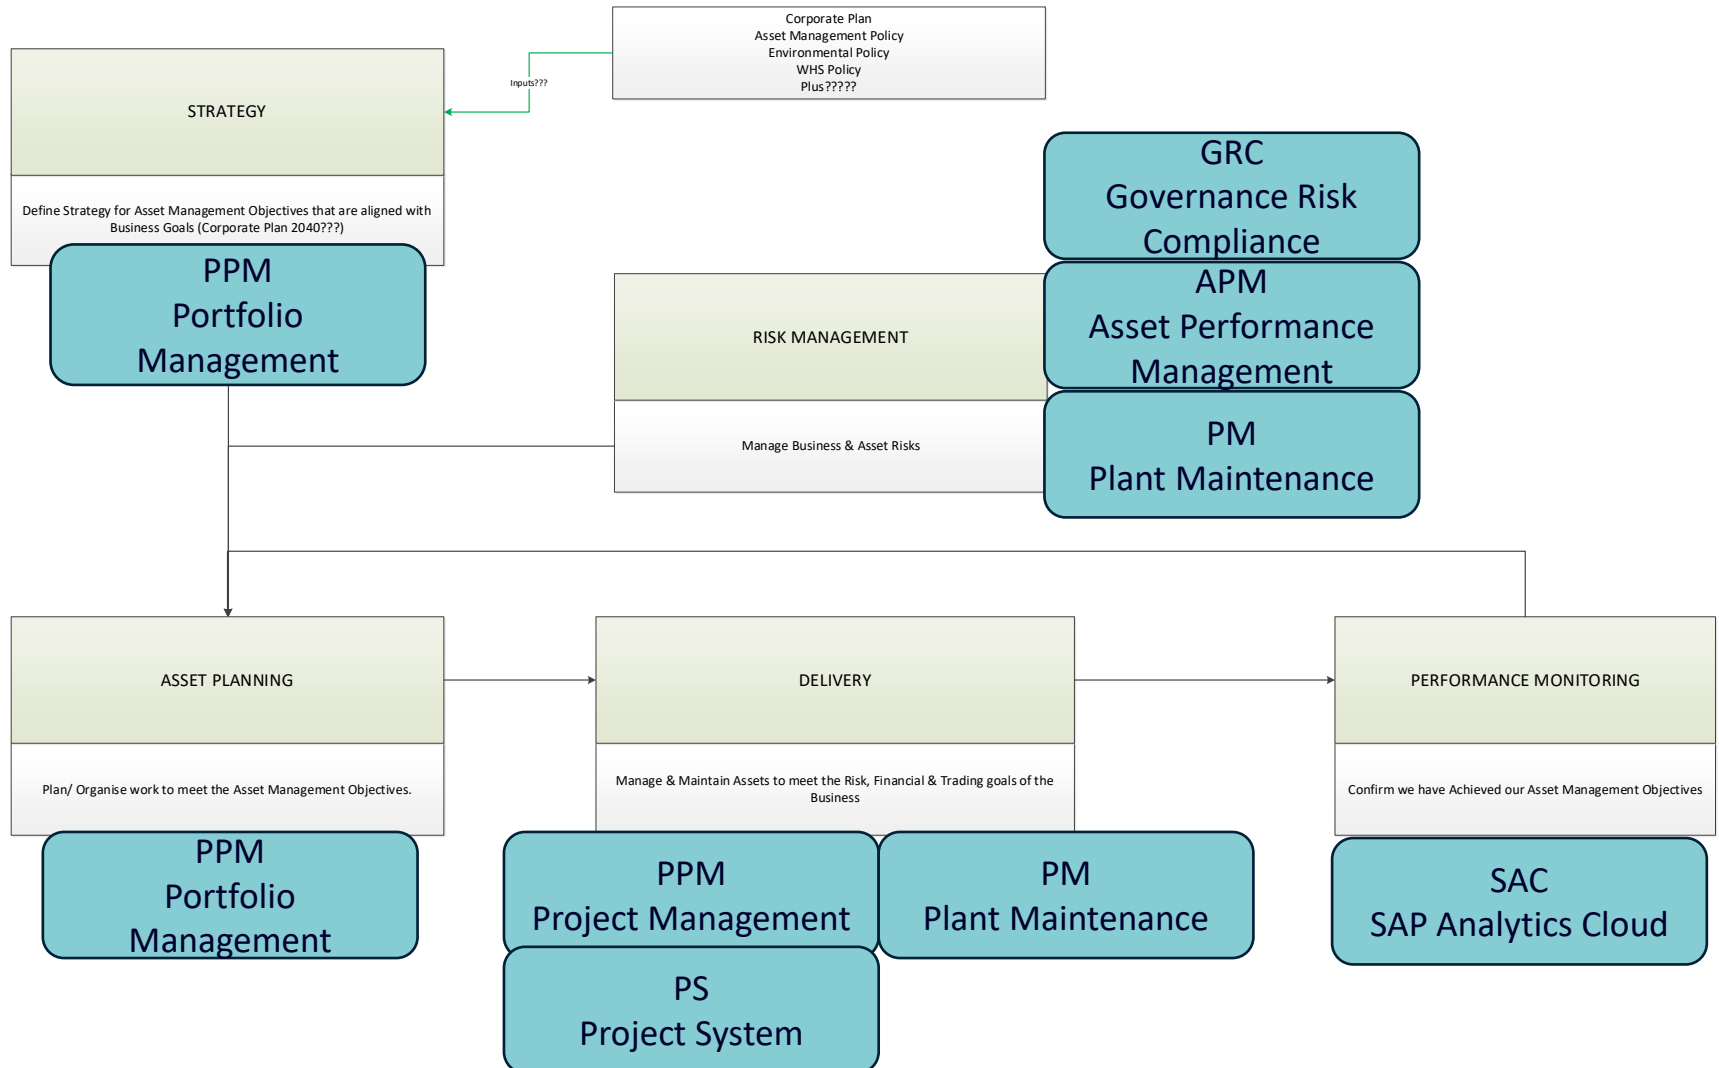 Corporate Plan
Asset Management Policy
Environmental Policy
WHS Policy
Plus?????
Inputs???
STRATEGY
Define Strategy for Asset Management Objectives that are aligned with
Business Goals (Corporate Plan 2040???)
PPM
Portfolio
Management
GRC
Governance Risk
Compliance
APM
Asset Performance
Management
PM
Plant Maintenance
RISK MANAGEMENT
Manage Business & Asset Risks
ASSET PLANNING
Plan/ Organise work to meet the Asset Management Objectives.
PPM
Portfolio
Management
DELIVERY
Manage & Maintain Assets to meet the Risk, Financial & Trading goals of the
Business
PPM
Project Management
PM
Plant Maintenance
PS
Project System
PERFORMANCE MONITORING
Confirm we have Achieved our Asset Management Objectives
SAC
SAP Analytics Cloud